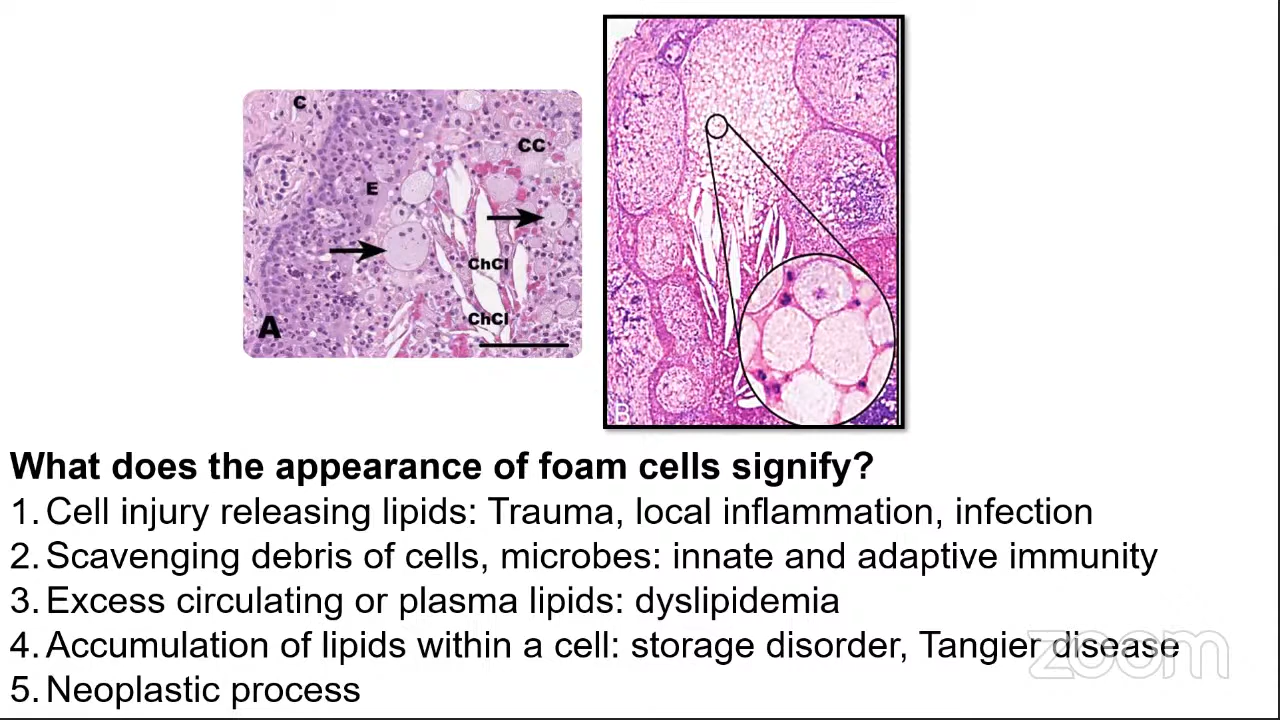 C
CC
E
ChCl
ChCl
A
B
What does the appearance of foam cells signify?
1. Cell injury releasing lipids: Trauma, local inflammation, infection
2. Scavenging debris of cells, microbes: innate and adaptive immunity
3. Excess circulating or plasma lipids: dyslipidemia
4. Accumulation of lipids within a cell: storage disorder, Tangier disease
zoom
5. Neoplastic process